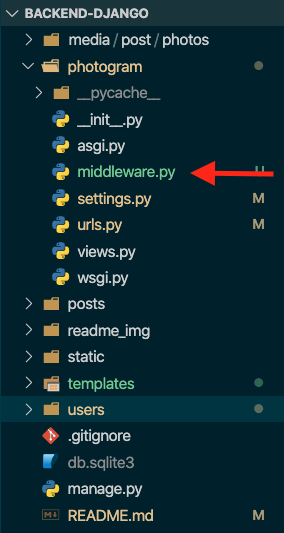 BACKEND-DJANGO
media / post / photos
photogram
__pycache__
__init__.py
asgi.py
middleware.py U
settings.py M
urls.py M
views.py
wsgi.py
posts
readme_img
static
templates
users
.gitignore
db.sqlite3
manage.py
README.md M